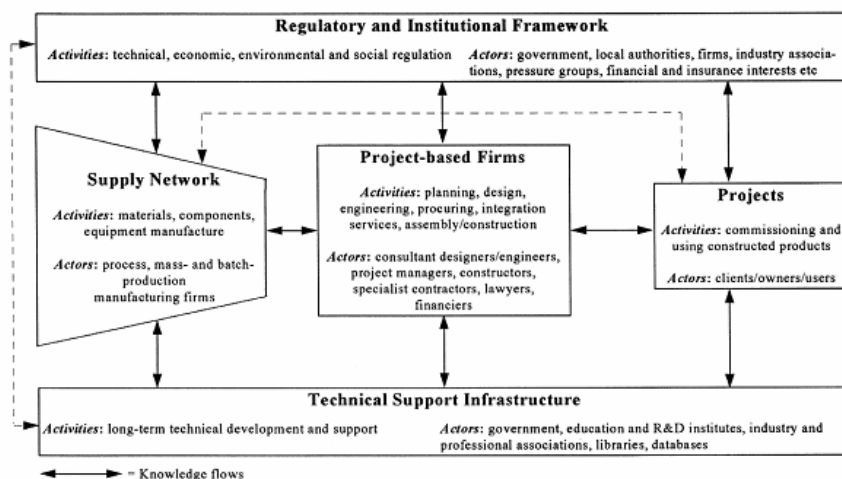 Regulatory and Institutional Framework
Activities: technical, economic, environmental and social regulation
Actors: government, local authorities, firms, industry associa-
tions, pressure groups, financial and insurance interests etc
Supply Network
Activities: materials, components,
equipment manufacture
Actors: process, mass- and batch-
production
manufacturing firms
Project-based Firms
Activities: planning, design,
engineering, procuring, integration
services, assembly/construction
Actors: consultant designers/engineers,
project managers, constructors,
specialist contractors, lawyers,
financiers
Projects
Activities: commissioning and
using constructed products
Actors: clients/owners/users
Technical Support Infrastructure
Activities: long-term technical development and support
Actors: government, education and R&D institutes, industry and
professional associations, libraries, databases
= Knowledge flows